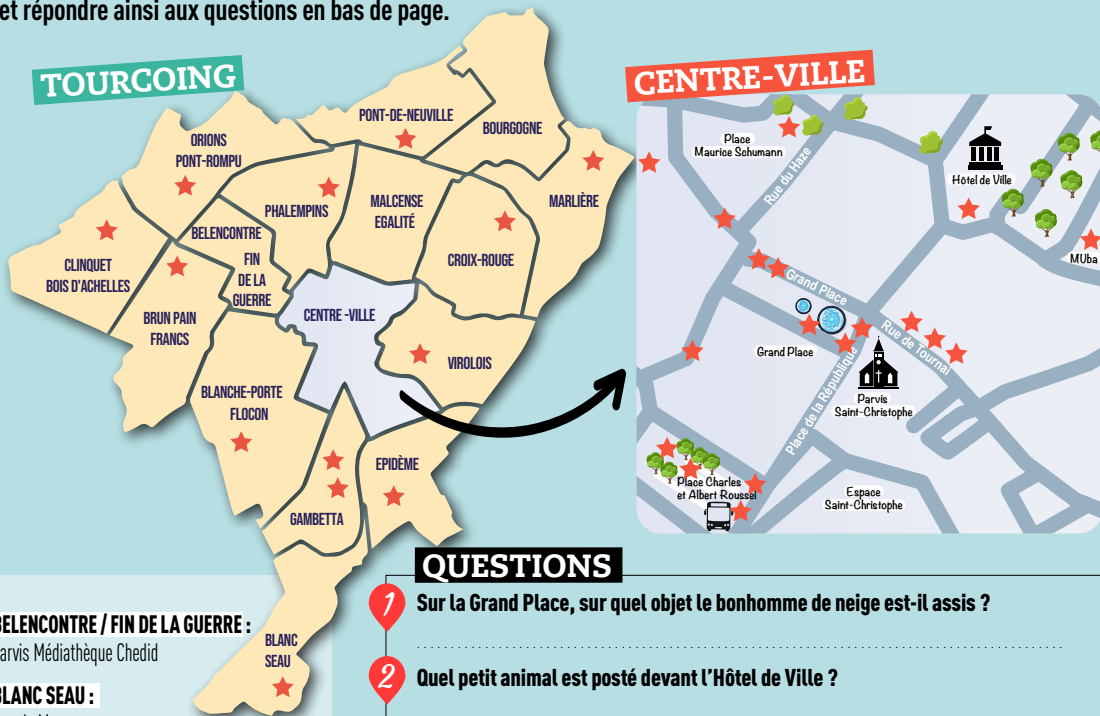 et répondre ainsi aux questions en bas de page.
TOURCOING
PONT-DE-NEUVILLE
BOURGOGNE
ORIONS
PONT-ROMPU
MARLIÈRE
PHALEMPINS
MALCENSE
EGALITÉ
BELENCONTRE
FIN
DE LA
GUERRE
CROIX-ROUGE
CLINQUET
BOIS D'ACHELLES
BRUN PAIN
FRANCS
CENTRE -VILLE
VIROLOIS
BLANCHE-PORTE
FLOCON
EPIDÈME
GAMBETTA
BLANC
SEAU
CENTRE-VILLE
Place
Maurice Schumann
Rue du Haze
Hôtel de Ville
MUba
Grand Place
Grand Place
Rue de Tournai
Place de la République
Parvis
Saint-Christophe
Place Charles
et Albert Roussel
Espace
Saint-Christophe
BELENCONTRE / FIN DE LA GUERRE :
Parvis Médiathèque Chedid
BLANC SEAU :
QUESTIONS
1 Sur la Grand Place, sur quel objet le bonhomme de neige est-il assis ?
2 Quel petit animal est posté devant l'Hôtel de Ville ?